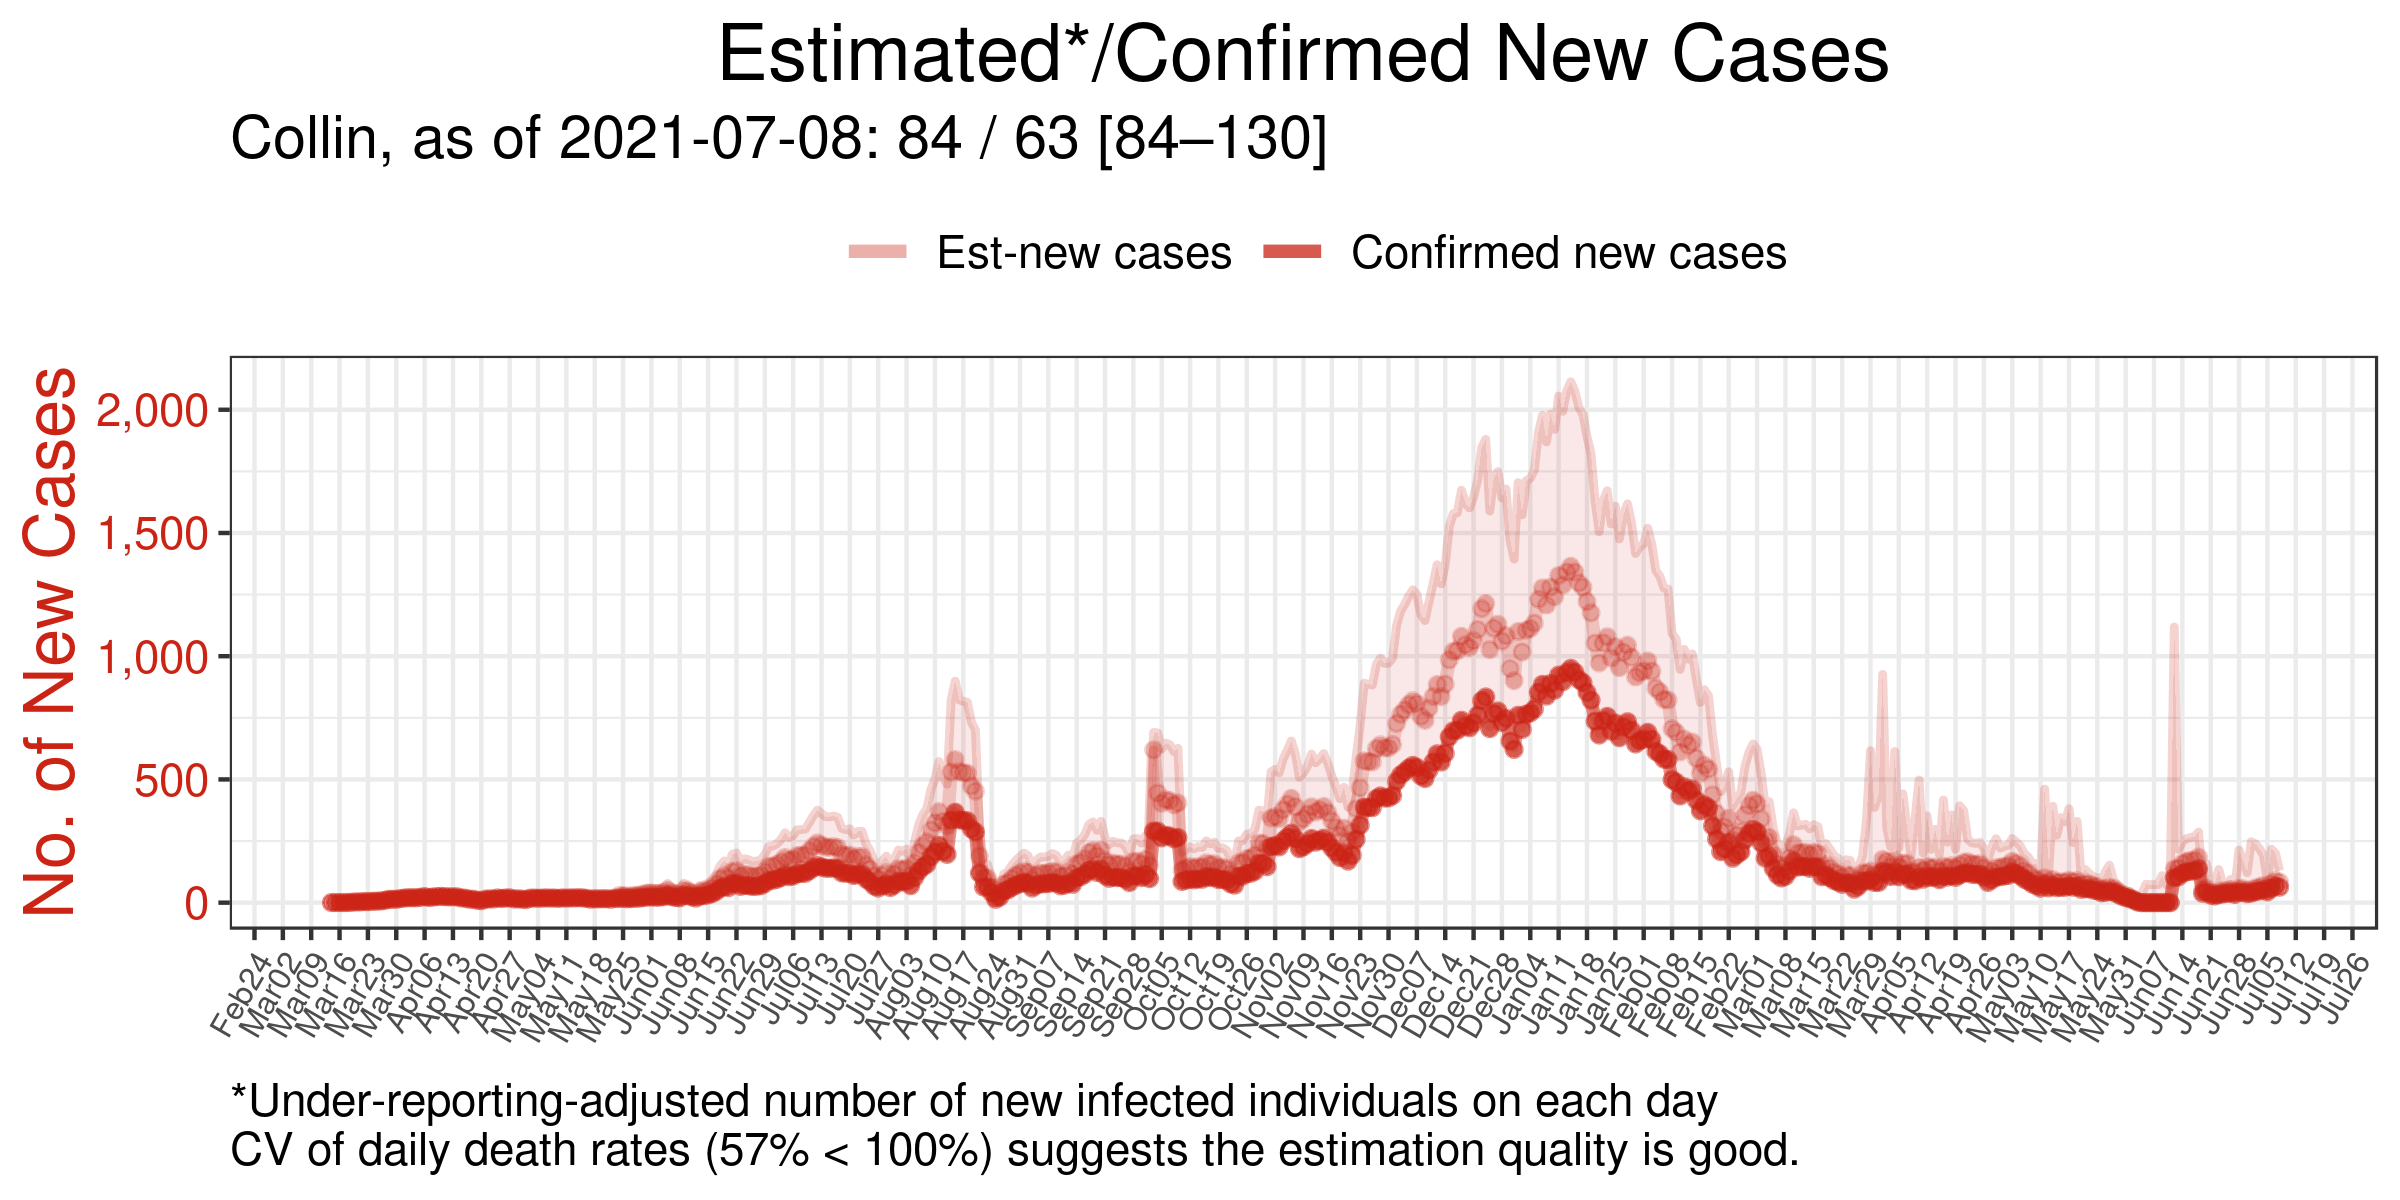 Estimated*/Confirmed New Cases
Collin, as of 2021-07-08: 84 / 63 [84–130]
Est-new cases
Confirmed new cases
No. of New Cases
2,000
1,500
1,000
500
0
Feb24
Mar02
Mar09
Mar16
Mar23
Mar30
Apr06
Apr13
Apr20
Apr27
May04
May11
May18
May25
Jun01
Jun08
Jun15
Jun22
Jun29
Jul06
Jul13
Jul20
Jul27
Aug03
Aug10
Aug17
Aug24
Aug31
Sep07
Sep14
Sep21
Sep28
Oct05
Oct12
Oct19
Oct26
Nov02
Nov09
Nov16
Nov23
Nov30
Dec07
Dec14
Dec21
Dec28
Jan04
Jan11
Jan18
Jan25
Feb01
Feb08
Feb15
Feb22
Mar01
Mar08
Mar15
Mar22
Mar29
Apr05
Apr12
Apr19
Apr26
May03
May10
May17
May24
May31
Jun07
Jun14
Jun21
Jun28
Jul05
Jul12
Jul19
Jul26
*Under-reporting-adjusted number of new infected individuals on each day
CV of daily death rates (57% < 100%) suggests the estimation quality is good.